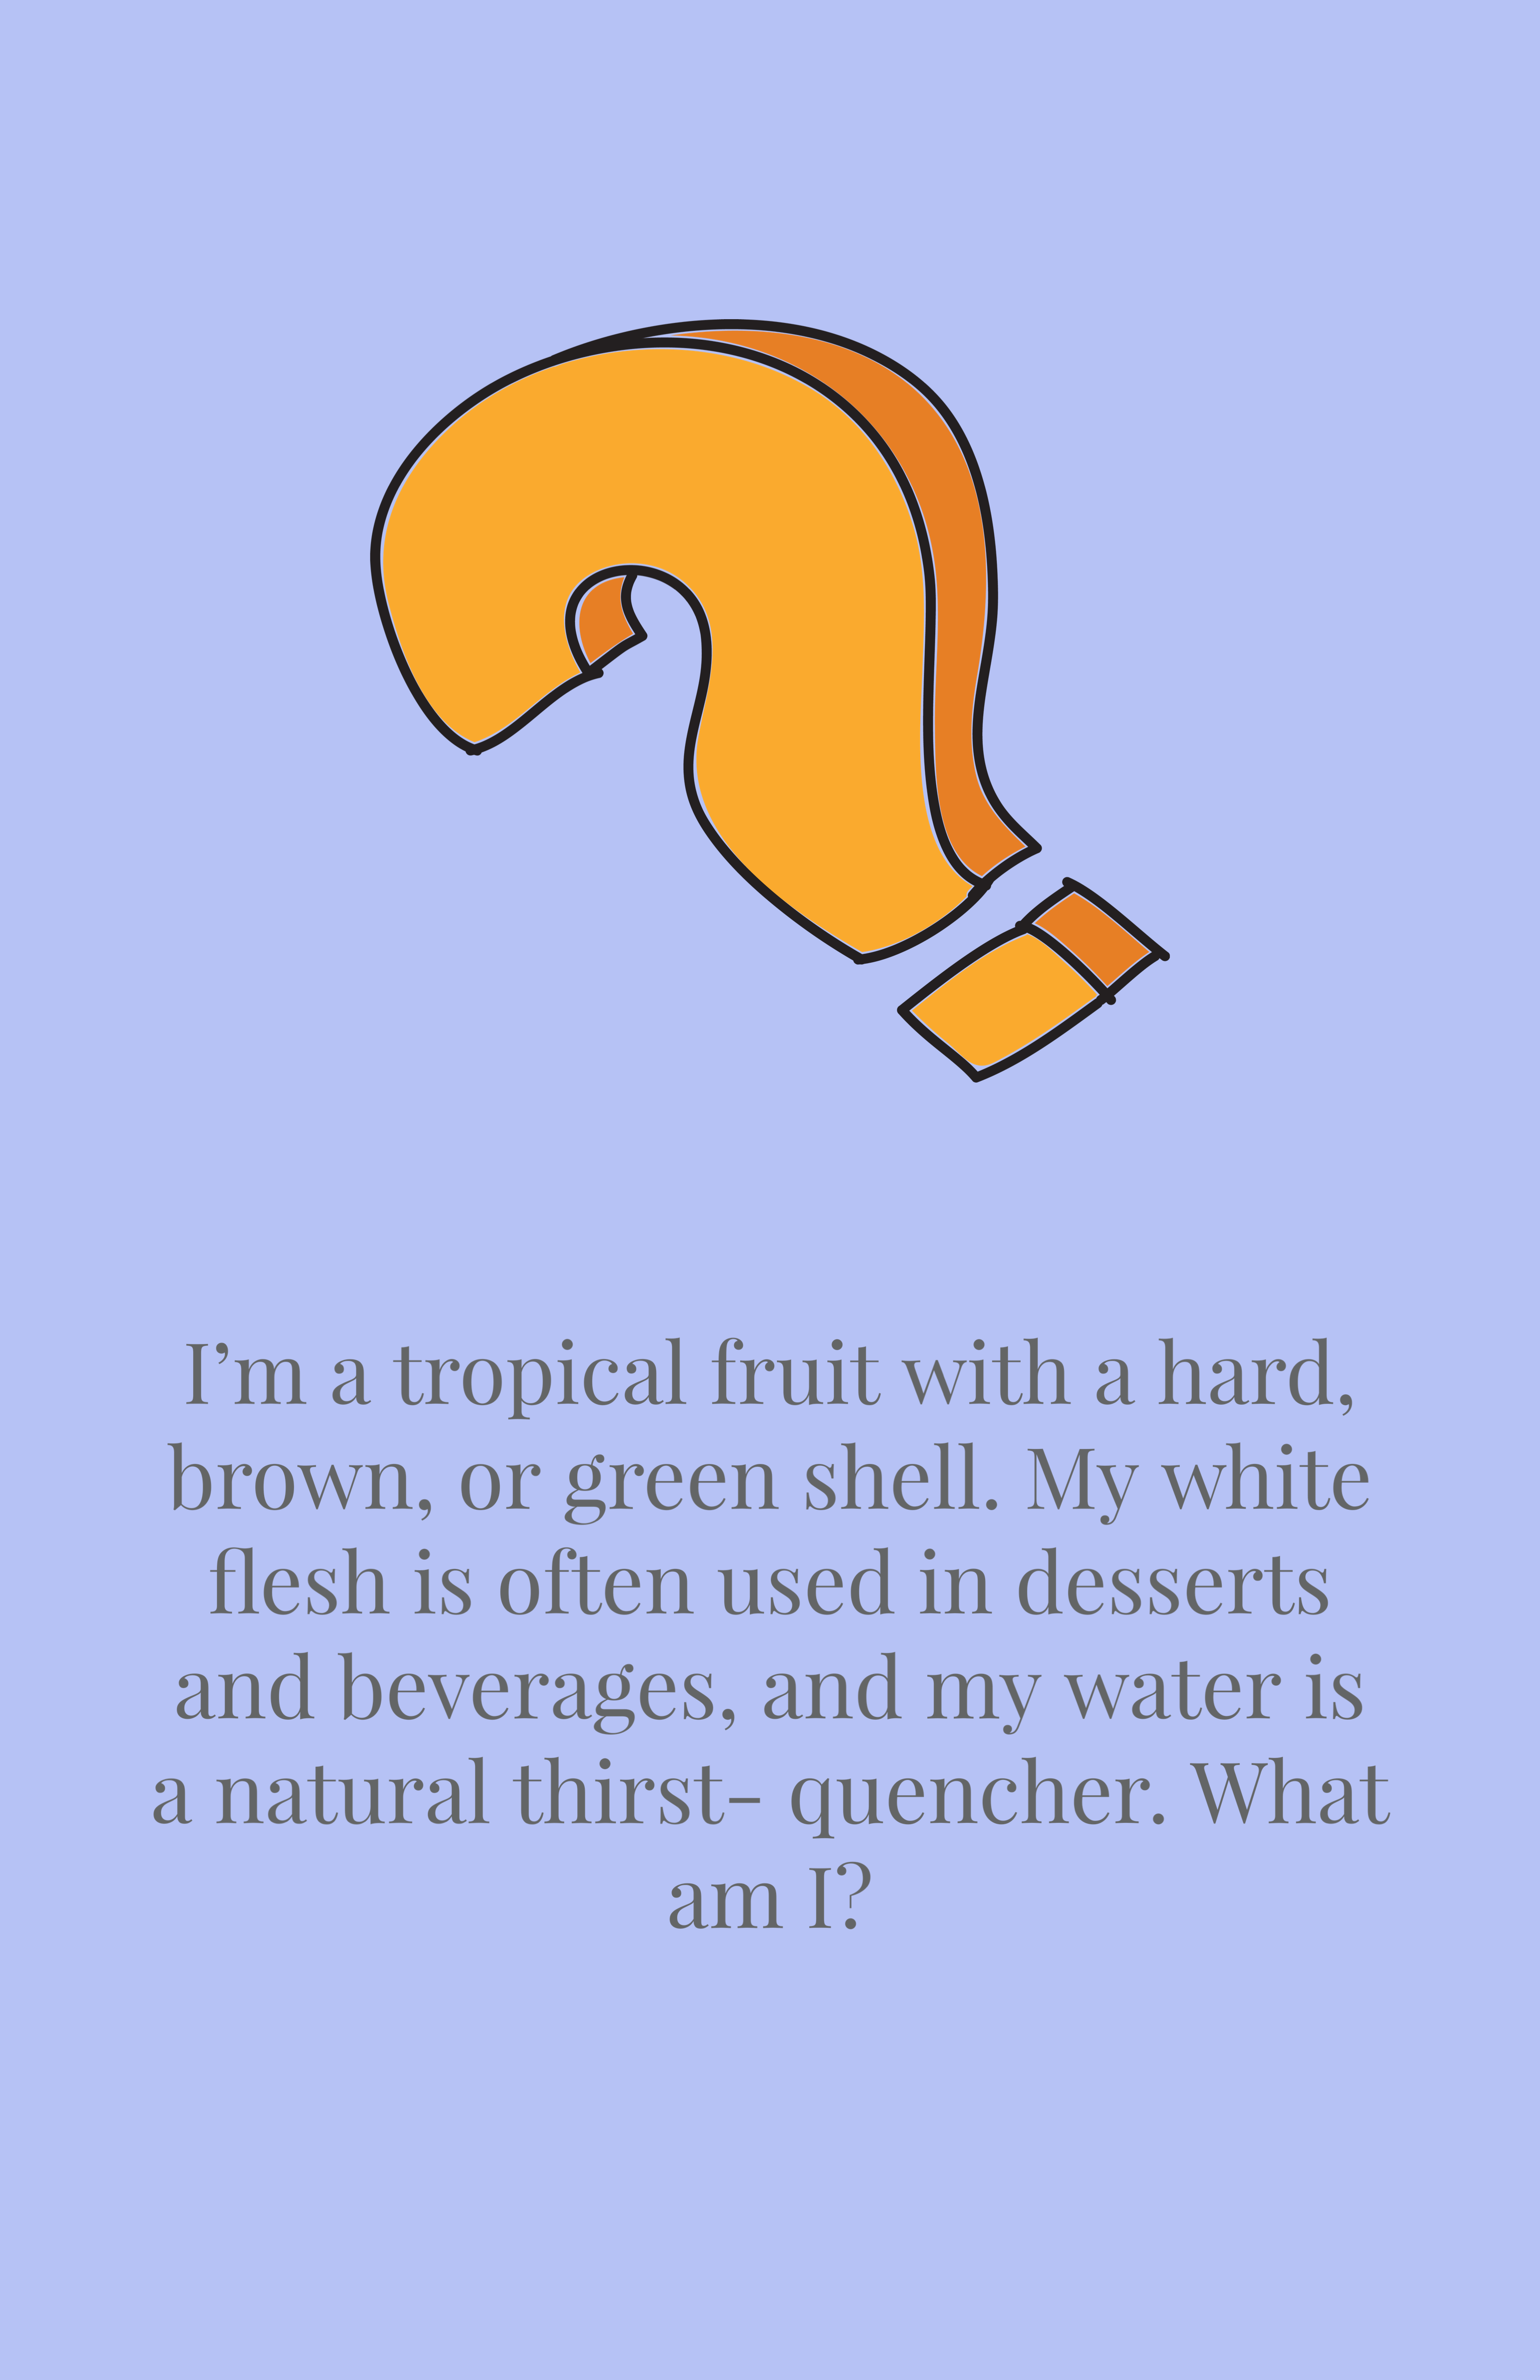 I'm a tropical fruit with a hard,
brown, or green shell. My white
flesh is often used in desserts
and beverages, and my water is
a natural thirst- quencher. What
am I?